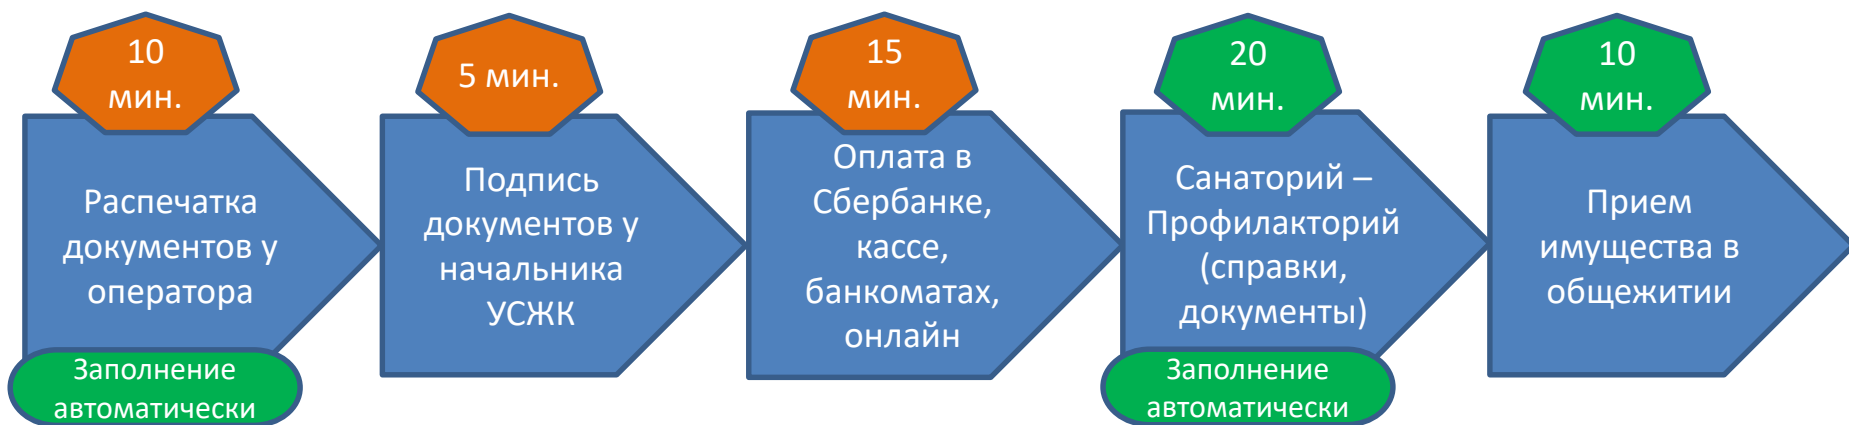 10
мин.
Распечатка
документов у
оператора
Заполнение
автоматически
5 мин.
Подпись
документов у
начальника
УСЖК
15
мин.
Оплата в
Сбербанке,
кассе,
банкоматах,
онлайн
20
мин.
Санаторий –
Профилакторий
(справки,
документы)
Заполнение
автоматически
10
мин.
Прием
имущества в
общежитии